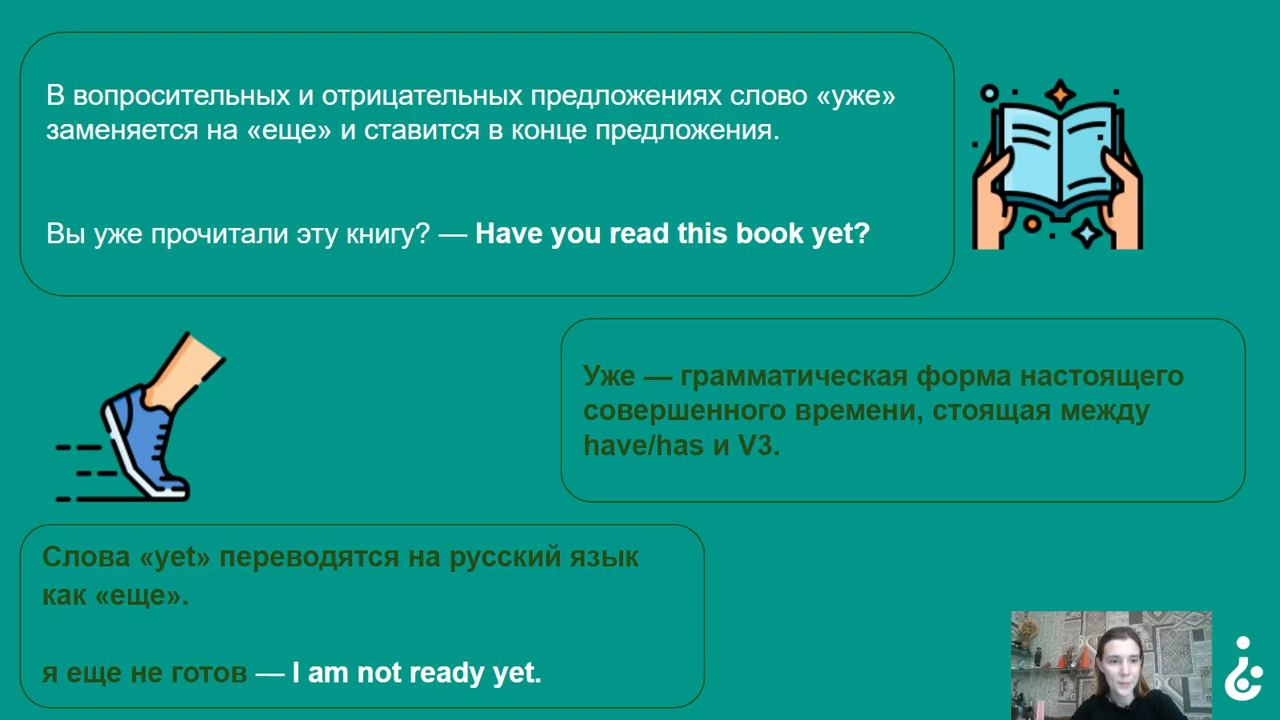 В вопросительных и отрицательных предложениях слово «уже»
заменяется на «еще» и ставится в конце предложения.
Вы уже прочитали эту книгу? — Have you read this book yet?
Уже — грамматическая форма настоящего
совершенного времени, стоящая между
have/has и V3.
Слова «yet» переводятся на русский язык
как «еще».
я еще не готов — I am not ready yet.